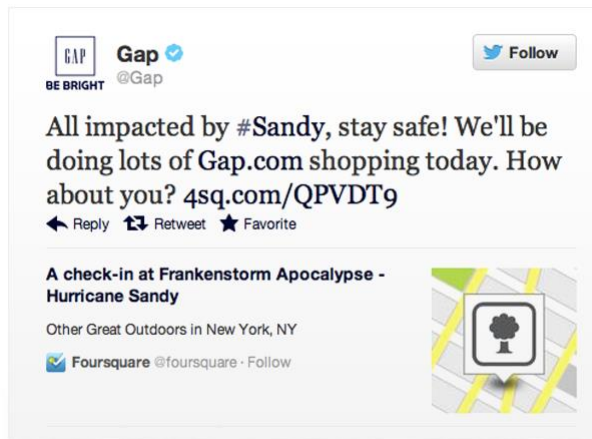 GAP
Gap
BE BRIGHT
@Gap
Follow
All impacted by #Sandy, stay safe! We'll be
doing lots of Gap.com shopping today. How
about you? 4sq.com/QPVDT9
Reply Retweet Favorite
A check-in at Frankenstorm Apocalypse -
Hurricane Sandy
Other Great Outdoors in New York, NY
Foursquare @foursquare · Follow